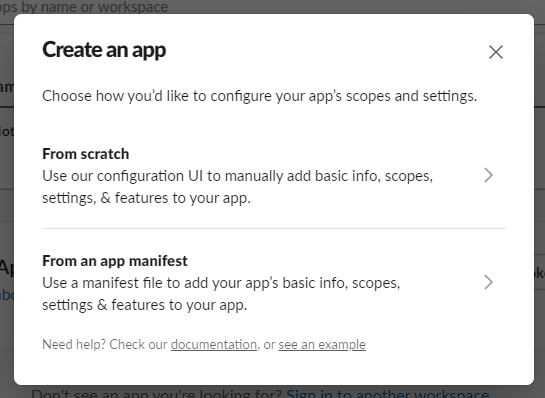 ops by name or workspace
Create an app
Choose how you'd like to configure your app's scopes and settings.
From scratch
Use our configuration UI to manually add basic info, scopes,
settings, & features to your app.
From an app manifest
Use a manifest file to add your app's basic info, scopes,
settings & features to your app.
Need help? Check our documentation, or see an example
Don't see an app you're looking for? Sign in to another workspace